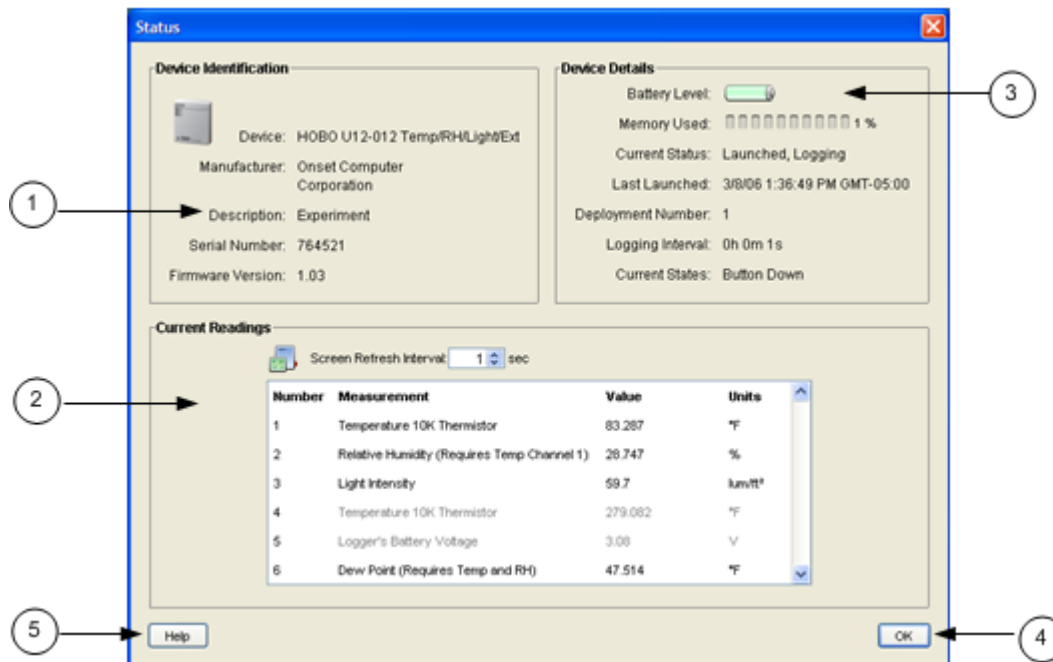 Status
Device Identification
Device: HOBO U12-012 Temp/RH/Light/Ext
Manufacturer: Onset Computer
Corporation
Description: Experiment
Serial Number: 764521
Firmware Version: 1.03
Device Details
Battery Level:
Memory Used: 1 %
Current Status: Launched, Logging
Last Launched: 3/8/06 1:36:49 PM GMT-05:00
Deployment Number: 1
Logging Interval: 0h 0m 1s
Current States: Button Down
Current Readings
Screen Refresh Interval: 1 sec
Number Measurement Value Units
1 Temperature 10K Thermistor 83.287 °F
2 Relative Humidity (Requires Temp Channel 1) 28.747 %
3 Light Intensity 59.7 lum/ft²
4 Temperature 10K Thermistor 279.082 °F
5 Logger's Battery Voltage 3.08 V
6 Dew Point (Requires Temp and RH) 47.514 °F
Help
OK
1
2
3
4
5